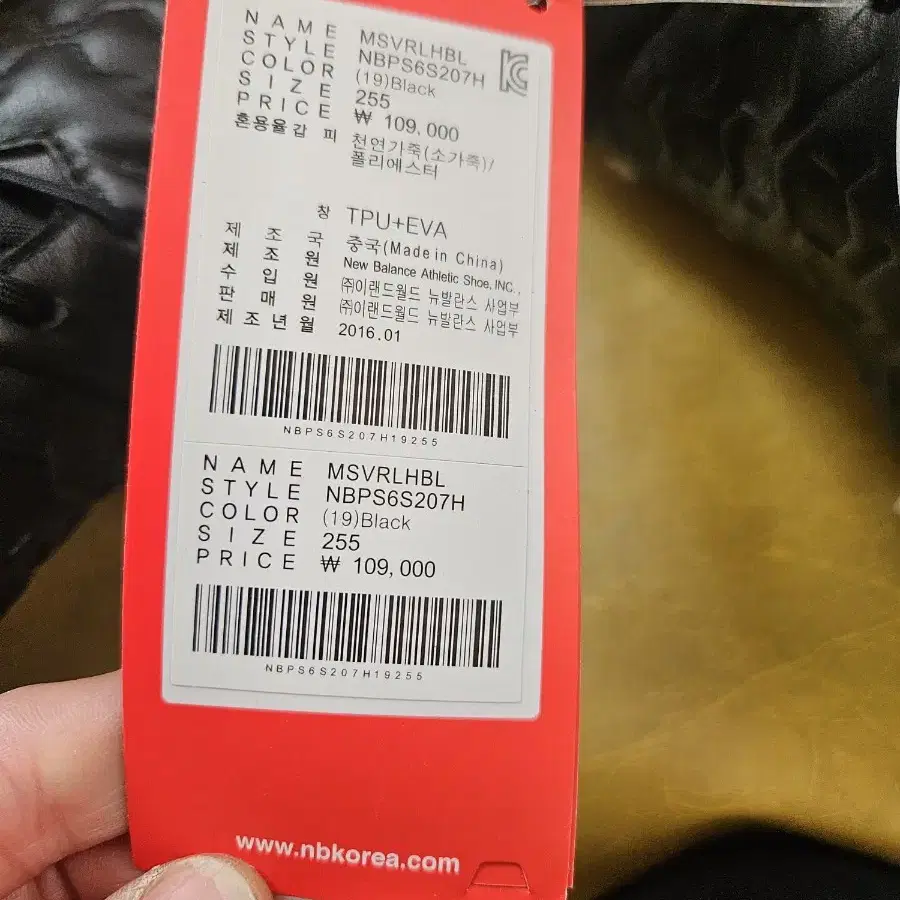 NAME MSVRLHBL
STYLE NBPS6S207H
COLOR (19)Black
SIZE 255
PRICE ₩ 109,000
혼용율갑 피 천연가죽(소가죽)/
폴리에스터
창 TPU+EVA
제조국 중국(Made in China)
제조원 New Balance Athletic Shoe, INC.,
수입원 ㈜이랜드월드 뉴발란스 사업부
판매원 ㈜이랜드월드 뉴발란스 사업부
제조년월 2016.01
NBPS6S207H19255
NAME MSVRLHBL
STYLE NBPS6S207H
COLOR (19)Black
SIZE 255
PRICE ₩ 109,000
NBPS6S207H19255
www.nbkorea.com